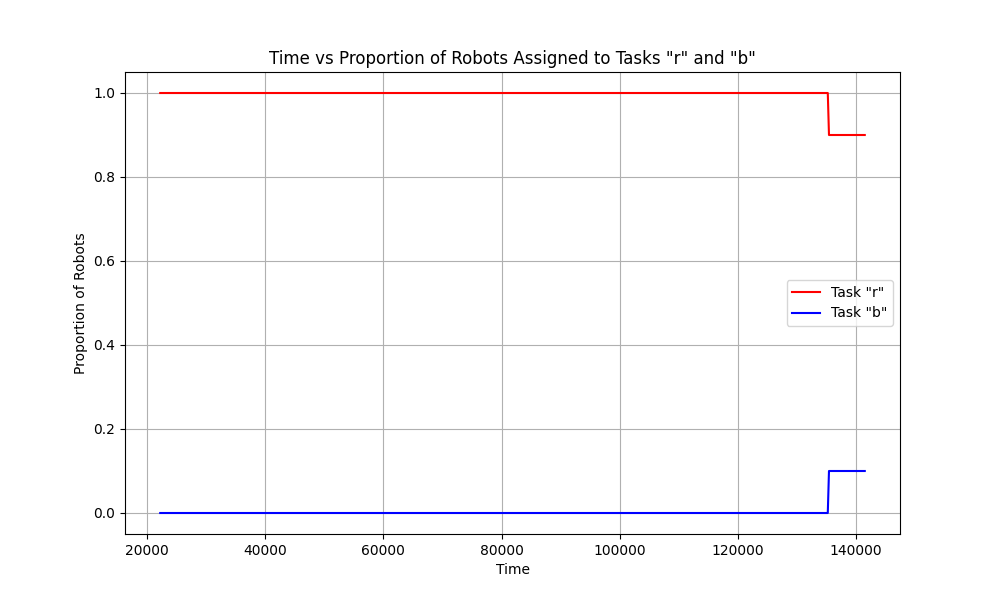 Time vs Proportion of Robots Assigned to Tasks "r" and "b"
1.0
0.8
0.6
0.4
0.2
0.0
Proportion of Robots
Task "r"
Task "b"
20000 40000 60000 80000 100000 120000 140000
Time